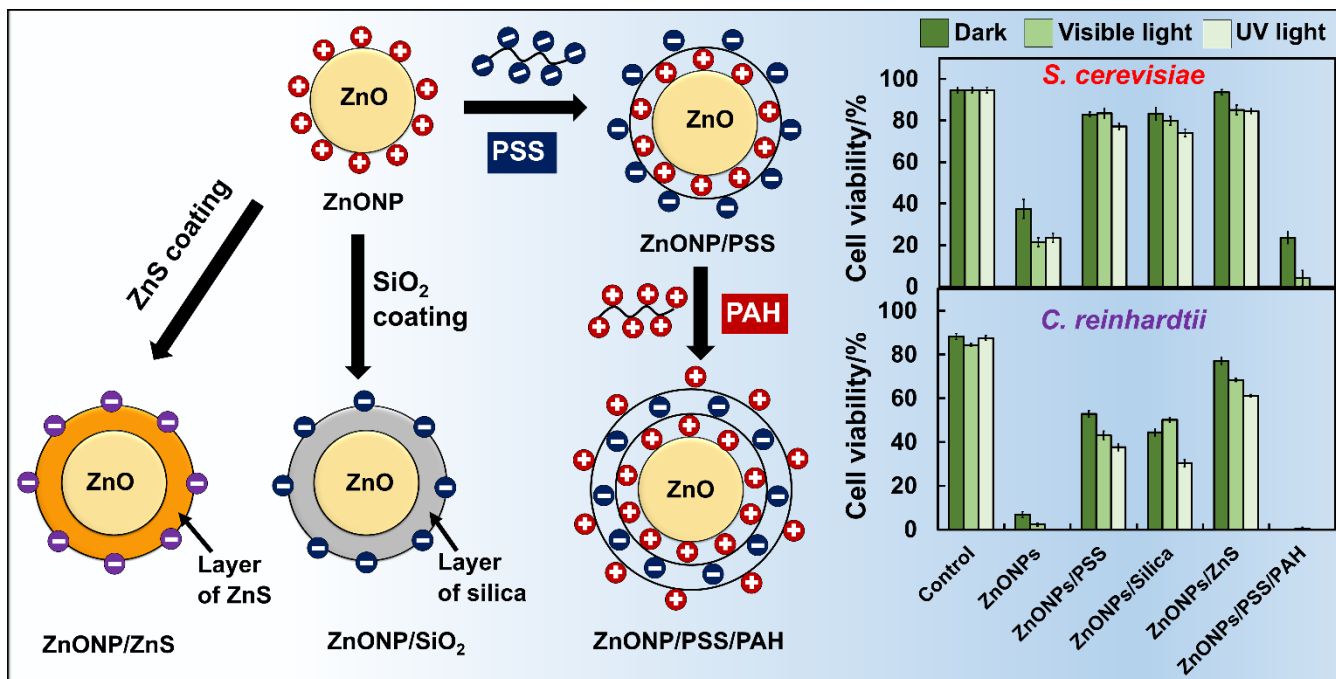 ZnO
ZnONP
PSS
ZnO
ZnONP/PSS
ZnS coating
SiO₂
coating
PAH
ZnO
Layer
of ZnS
ZnONP/ZnS
ZnO
Layer
of silica
ZnONP/SiO₂
ZnO
ZnONP/PSS/PAH
Dark
Visible light
UV light
S. cerevisiae
Cell viability/%
100
80
60
40
20
0
C. reinhardtii
Cell viability/%
80
60
40
20
0
Control
ZnONPs
ZnONPs/PSS
ZnONPs/Silica
ZnONPs/ZnS
ZnONPs/PSS/PAH